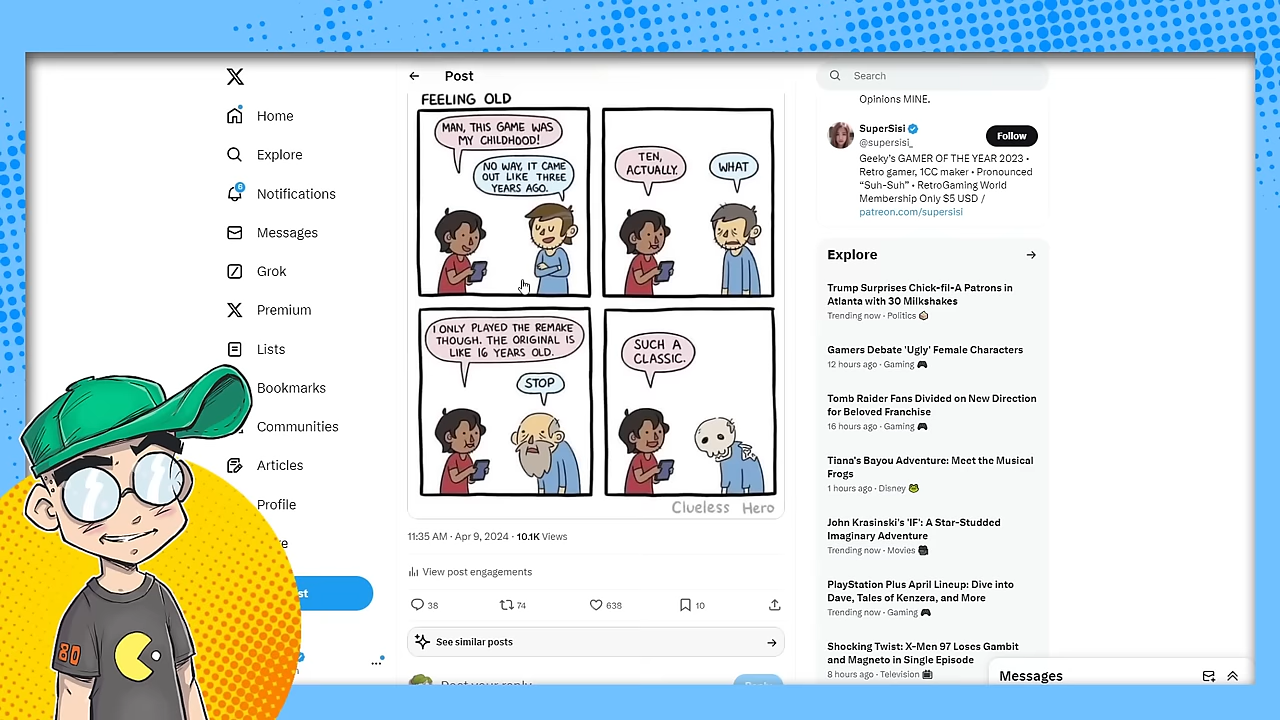 Post
Search
Home
Explore
6
Notifications
Messages
Grok
Premium
Lists
Bookmarks
Communities
Articles
Profile
80
FEELING OLD
MAN, THIS GAME WAS
MY CHILDHOOD!
NO WAY, IT CAME
OUT LIKE THREE
YEARS AGO.
TEN,
ACTUALLY.
WHAT
I ONLY PLAYED THE REMAKE
THOUGH. THE ORIGINAL IS
LIKE 16 YEARS OLD.
STOP
SUCH A
CLASSIC.
Clueless Hero
11:35 AM · Apr 9, 2024 · 10.1K Views
View post engagements
38 74 638 10
See similar posts
Post your reply
OpInIons MINE.
SuperSisi
@supersisi_
Follow
Geeky's GAMER OF THE YEAR 2023 •
Retro gamer, 1CC maker • Pronounced
“Suh-Suh” • RetroGaming World
Membership Only $5 USD /
patreon.com/supersisi
Explore
Trump Surprises Chick-fil-A Patrons in
Atlanta with 30 Milkshakes
Trending now · Politics
Gamers Debate 'Ugly' Female Characters
12 hours ago · Gaming
Tomb Raider Fans Divided on New Direction
for Beloved Franchise
16 hours ago · Gaming
Tiana's Bayou Adventure: Meet the Musical
Frogs
1 hours ago · Disney
John Krasinski's 'IF': A Star-Studded
Imaginary Adventure
Trending now · Movies
PlayStation Plus April Lineup: Dive into
Dave, Tales of Kenzera, and More
Trending now · Gaming
Shocking Twist: X-Men 97 Loses Gambit
and Magneto in Single Episode
8 hours ago · Television
Messages